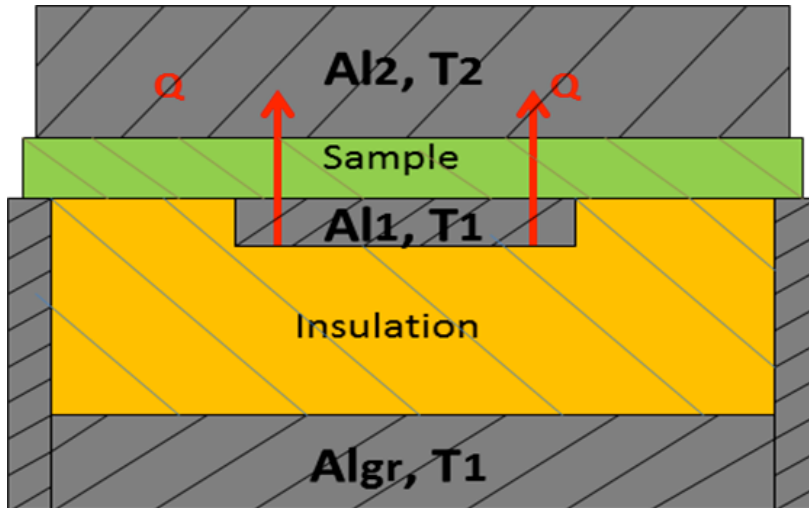 Al2, T2
Q Q
Sample
Al1, T1
Insulation
Algr, T1